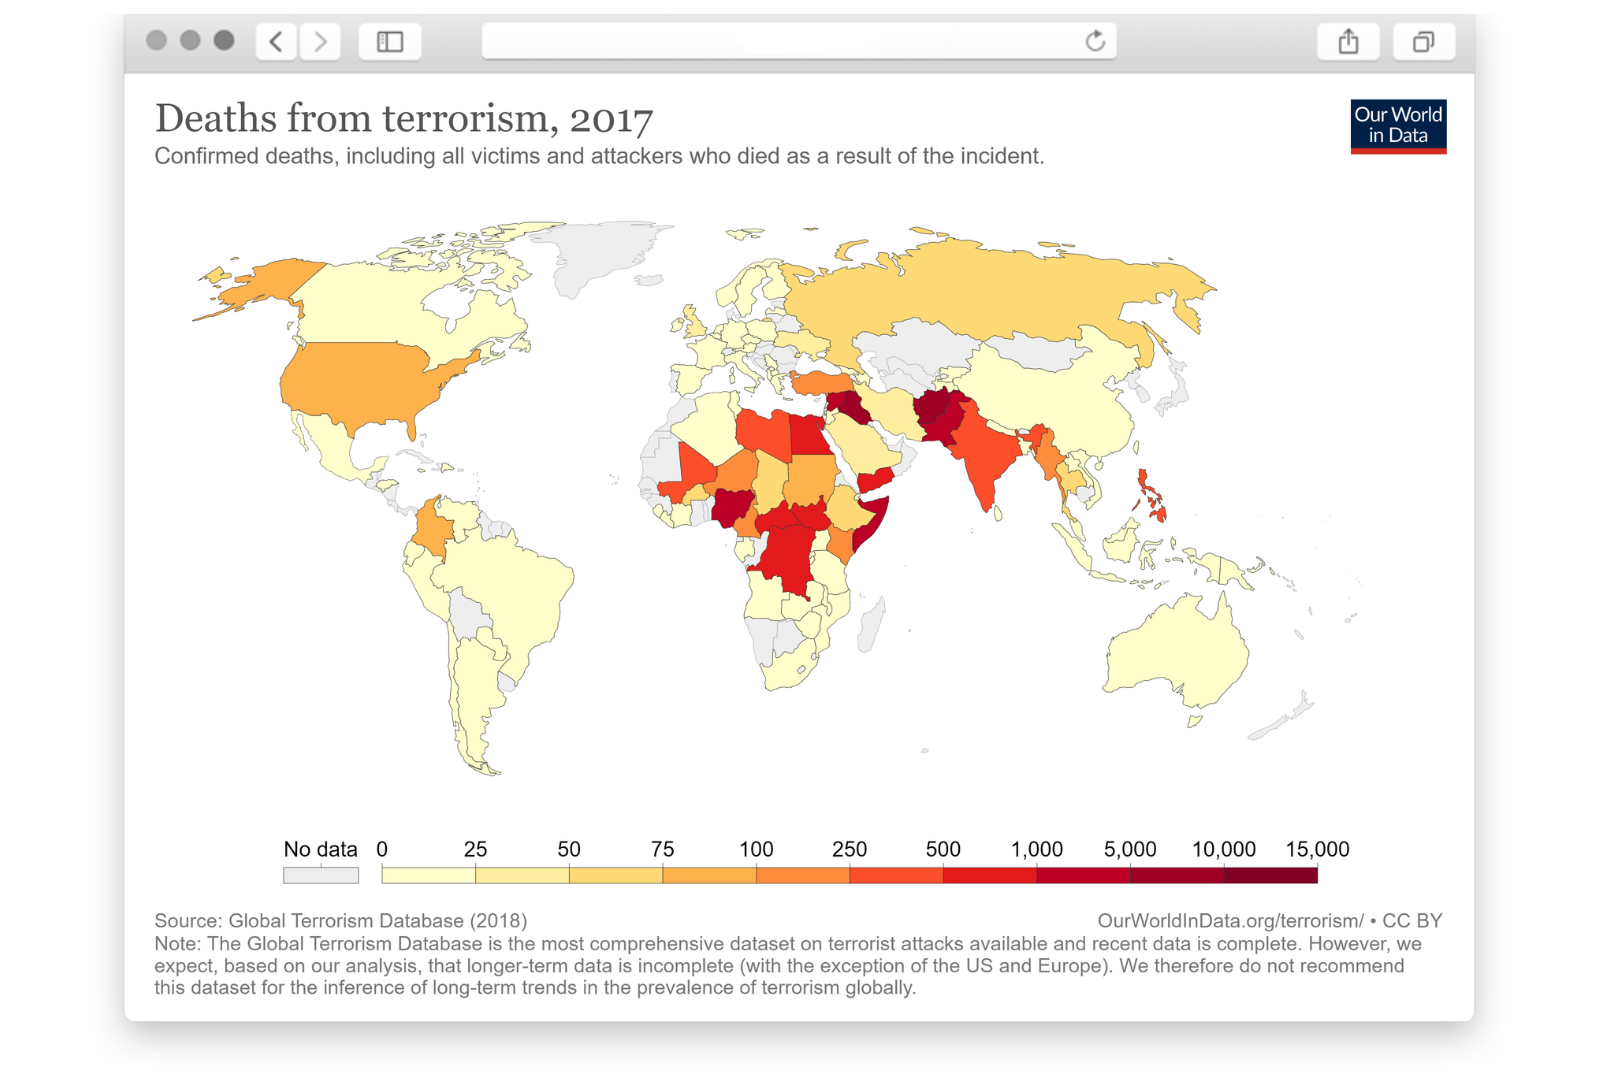 Deaths from terrorism, 2017
Confirmed deaths, including all victims and attackers who died as a result of the incident.
Our World
in Data
No data 0 25 50 75 100 250 500 1,000 5,000 10,000 15,000
Source: Global Terrorism Database (2018)
OurWorldInData.org/terrorism/ • CC BY
Note: The Global Terrorism Database is the most comprehensive dataset on terrorist attacks available and recent data is complete. However, we
expect, based on our analysis, that longer-term data is incomplete (with the exception of the US and Europe). We therefore do not recommend
this dataset for the inference of long-term trends in the prevalence of terrorism globally.